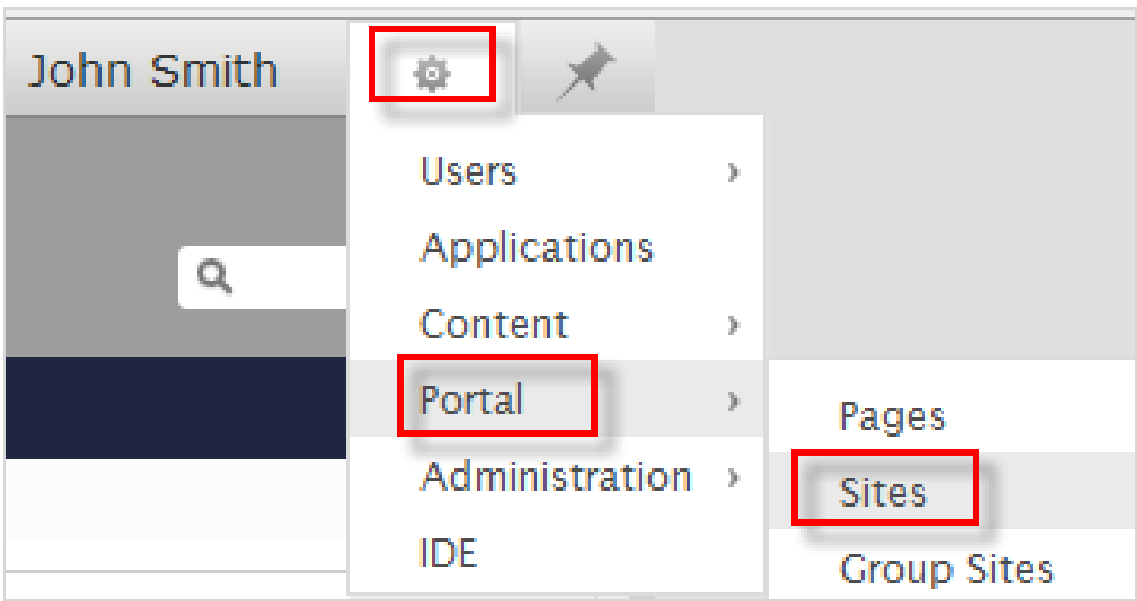 John Smith
Users
Applications
Content
Portal
Administration
IDE
Pages
Sites
Group Sites